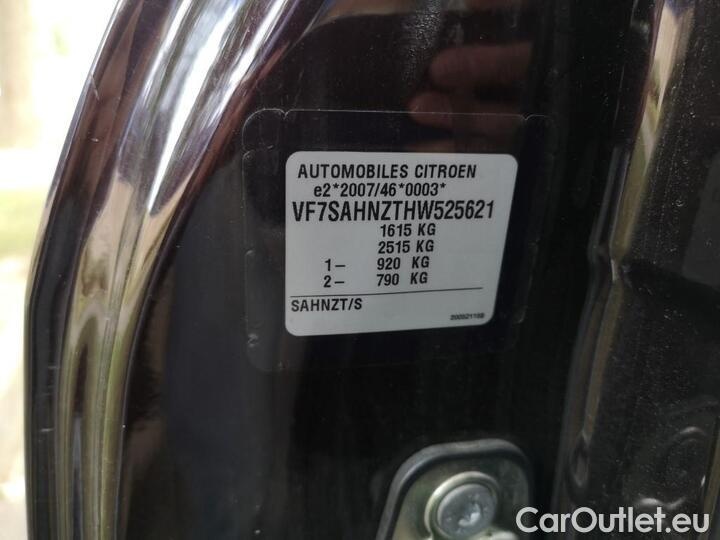 AUTOMOBILES CITROEN
e2*2007/46*0003*
VF7SAHNZTHW525621
1615 KG
2515 KG
1- 920 KG
2- 790 KG
SAHNZT/S
CarOutlet.eu